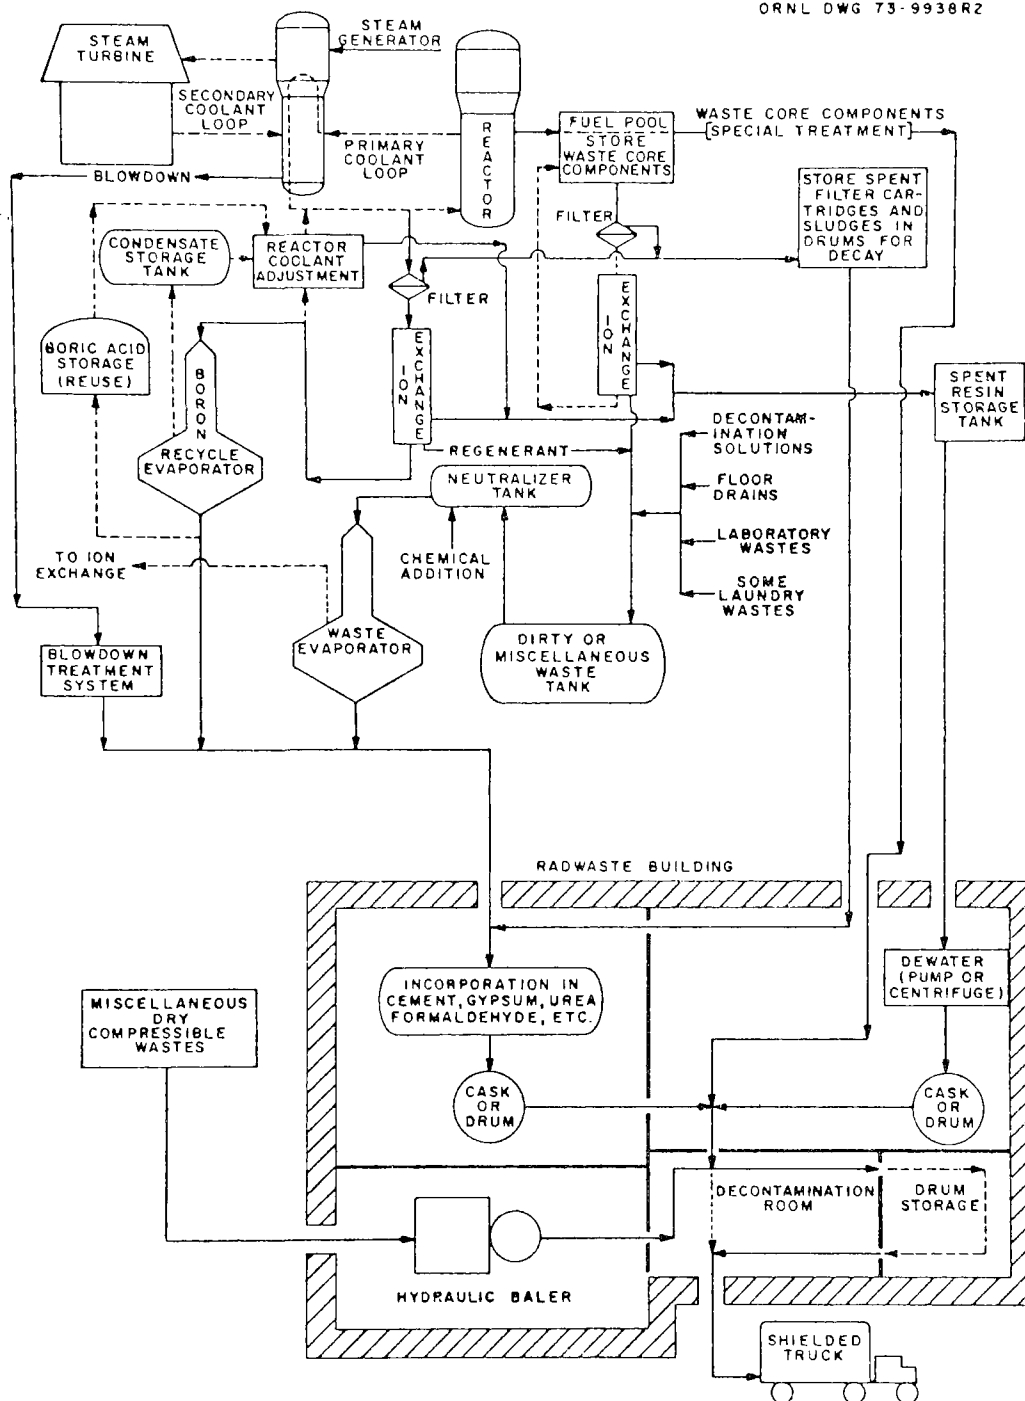 ORNL DWG 73-9938R2
STEAM
TURBINE
STEAM
GENERATOR
SECONDARY
COOLANT
LOOP
PRIMARY
COOLANT
LOOP
REACTOR
FUEL POOL
STORE
WASTE CORE
COMPONENTS
WASTE CORE COMPONENTS
[SPECIAL TREATMENT]
BLOWDOWN
STORE SPENT
FILTER CAR-
TRIDGES AND
SLUDGES IN
DRUMS FOR
DECAY
FILTER
CONDENSATE
STORAGE
TANK
REACTOR
COOLANT
ADJUSTMENT
FILTER
BORIC ACID
STORAGE
(REUSE)
BORON
RECYCLE
EVAPORATOR
ION
EXCHANGE
ION
EXCHANGE
SPENT
RESIN
STORAGE
TANK
REGENERANT
DECONTAM-
INATION
SOLUTIONS
FLOOR
DRAINS
LABORATORY
WASTES
SOME
LAUNDRY
WASTES
NEUTRALIZER
TANK
CHEMICAL
ADDITION
TO ION
EXCHANGE
WASTE
EVAPORATOR
DIRTY OR
MISCELLANEOUS
WASTE
TANK
BLOWDOWN
TREATMENT
SYSTEM
RADWASTE BUILDING
INCORPORATION IN
CEMENT, GYPSUM, UREA
FORMALDEHYDE, ETC.
DEWATER
(PUMP OR
CENTRIFUGE)
MISCELLANEOUS
DRY
COMPRESSIBLE
WASTES
CASK
OR
DRUM
CASK
OR
DRUM
DECONTAMINATION
ROOM
DRUM
STORAGE
HYDRAULIC BALER
SHIELDED
TRUCK